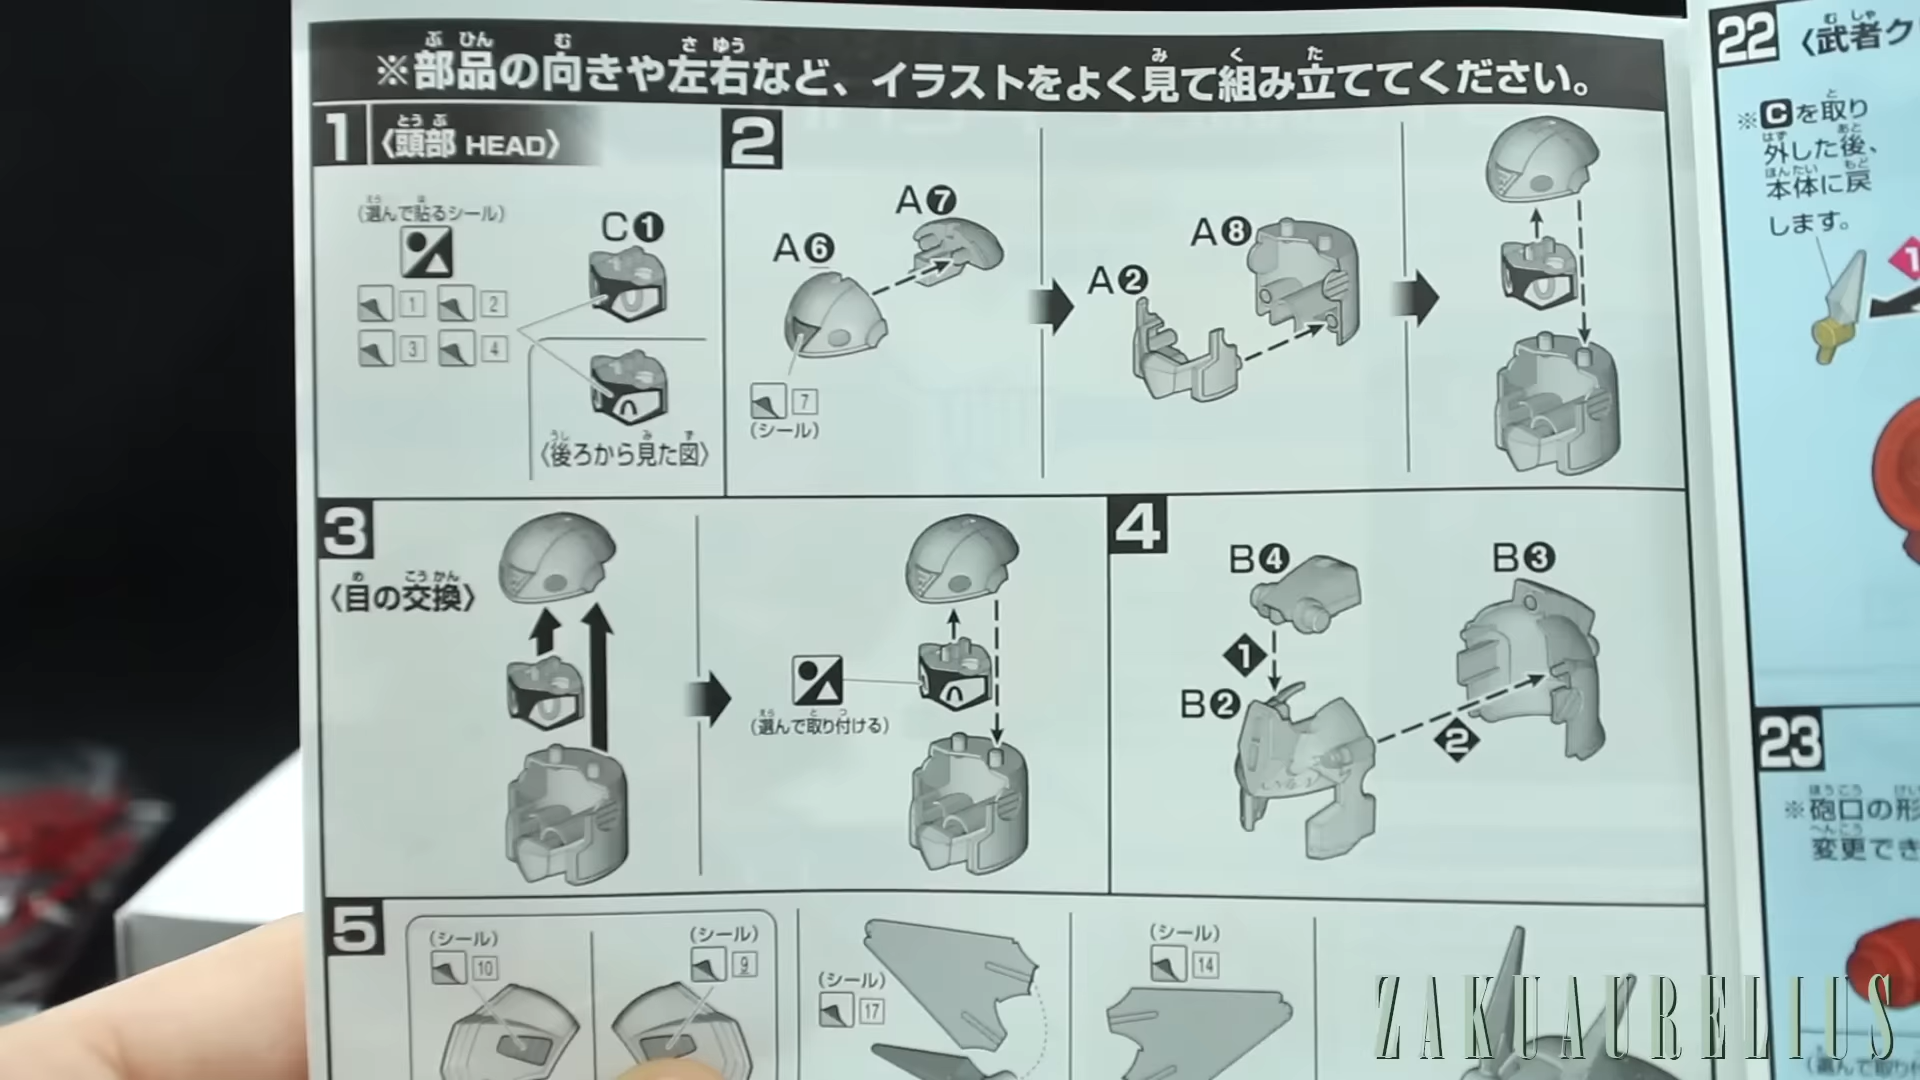 ※部品の向きや左右など、イラストをよく見て組み立ててください。
1
〈頭部 HEAD〉
(選んで貼るシール)
1
2
3
4
C❶
〈後ろから見た図〉
2
A❻
A❼
7
(シール)
A❷
A❽
3
〈目の交換〉
(選んで取り付ける)
4
B❹
B❸
1
B❷
2
5
(シール)
10
(シール)
9
(シール)
17
(シール)
14
22
〈武者ク
※Cを取り
外した後、
本体に戻
します。
1
23
※砲口の形
変更でき
ZAKUAURELIUS